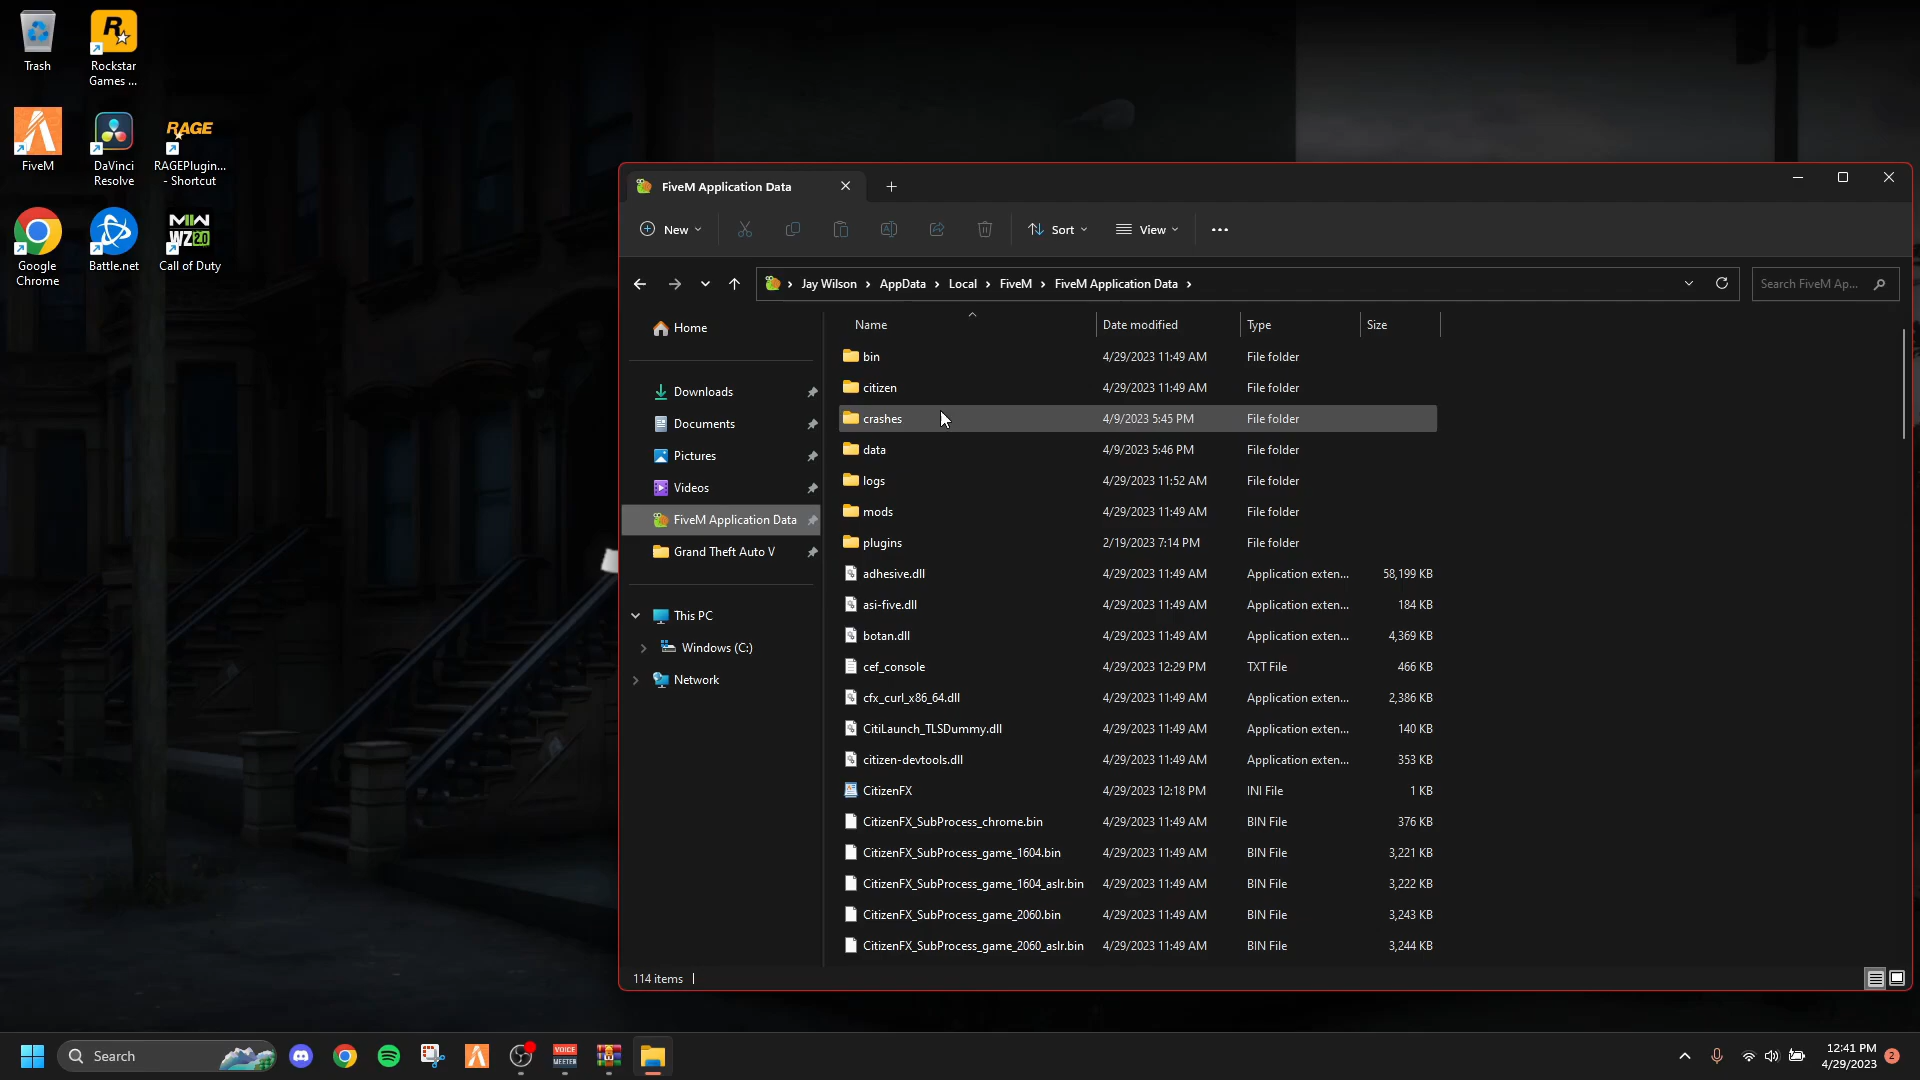 Trash
Rockstar
Games ...
FiveM
DaVinci
Resolve
RAGE
RAGEPlugin...
- Shortcut
Google
Chrome
Battle.net
MW
WZ 2.0
Call of Duty
FiveM Application Data
New
Sort
View
Jay Wilson
AppData
Local
FiveM
FiveM Application Data
Search FiveM Ap...
Home
Downloads
Documents
Pictures
Videos
FiveM Application Data
Grand Theft Auto V
This PC
Windows (C:)
Network
Name Date modified Type Size
bin 4/29/2023 11:49 AM File folder
citizen 4/29/2023 11:49 AM File folder
crashes 4/9/2023 5:45 PM File folder
data 4/9/2023 5:46 PM File folder
logs 4/29/2023 11:52 AM File folder
mods 4/29/2023 11:49 AM File folder
plugins 2/19/2023 7:14 PM File folder
adhesive.dll 4/29/2023 11:49 AM Application exten... 58,199 KB
asi-five.dll 4/29/2023 11:49 AM Application exten... 184 KB
botan.dll 4/29/2023 11:49 AM Application exten... 4,369 KB
cef_console 4/29/2023 12:29 PM TXT File 466 KB
cfx_curl_x86_64.dll 4/29/2023 11:49 AM Application exten... 2,386 KB
CitiLaunch_TLSDummy.dll 4/29/2023 11:49 AM Application exten... 140 KB
citizen-devtools.dll 4/29/2023 11:49 AM Application exten... 353 KB
CitizenFX 4/29/2023 12:18 PM INI File 1 KB
CitizenFX_SubProcess_chrome.bin 4/29/2023 11:49 AM BIN File 376 KB
CitizenFX_SubProcess_game_1604.bin 4/29/2023 11:49 AM BIN File 3,221 KB
CitizenFX_SubProcess_game_1604_aslr.bin 4/29/2023 11:49 AM BIN File 3,222 KB
CitizenFX_SubProcess_game_2060.bin 4/29/2023 11:49 AM BIN File 3,243 KB
CitizenFX_SubProcess_game_2060_aslr.bin 4/29/2023 11:49 AM BIN File 3,244 KB
114 items
Search
VOICE
MEETER
12:41 PM
4/29/2023
2